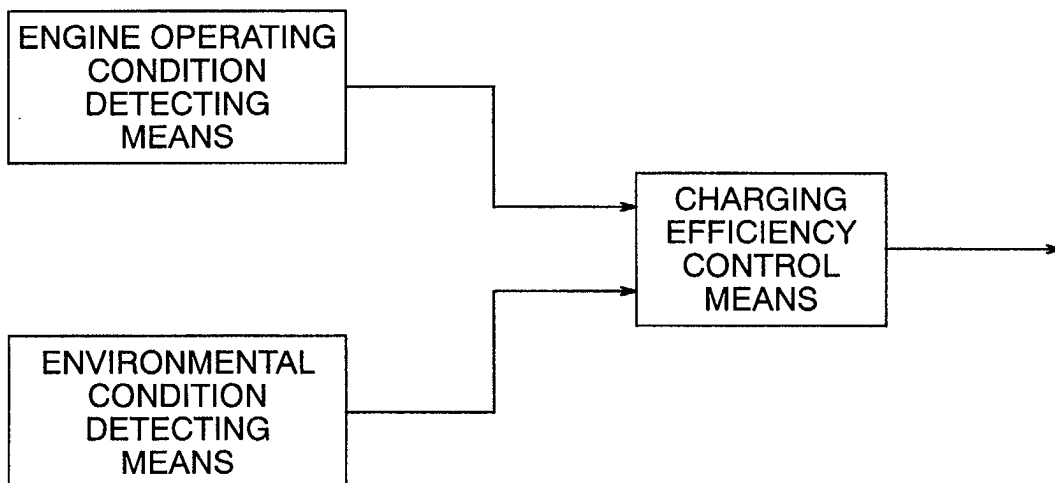 ENGINE OPERATING
CONDITION
DETECTING
MEANS
CHARGING
EFFICIENCY
CONTROL
MEANS
ENVIRONMENTAL
CONDITION
DETECTING
MEANS